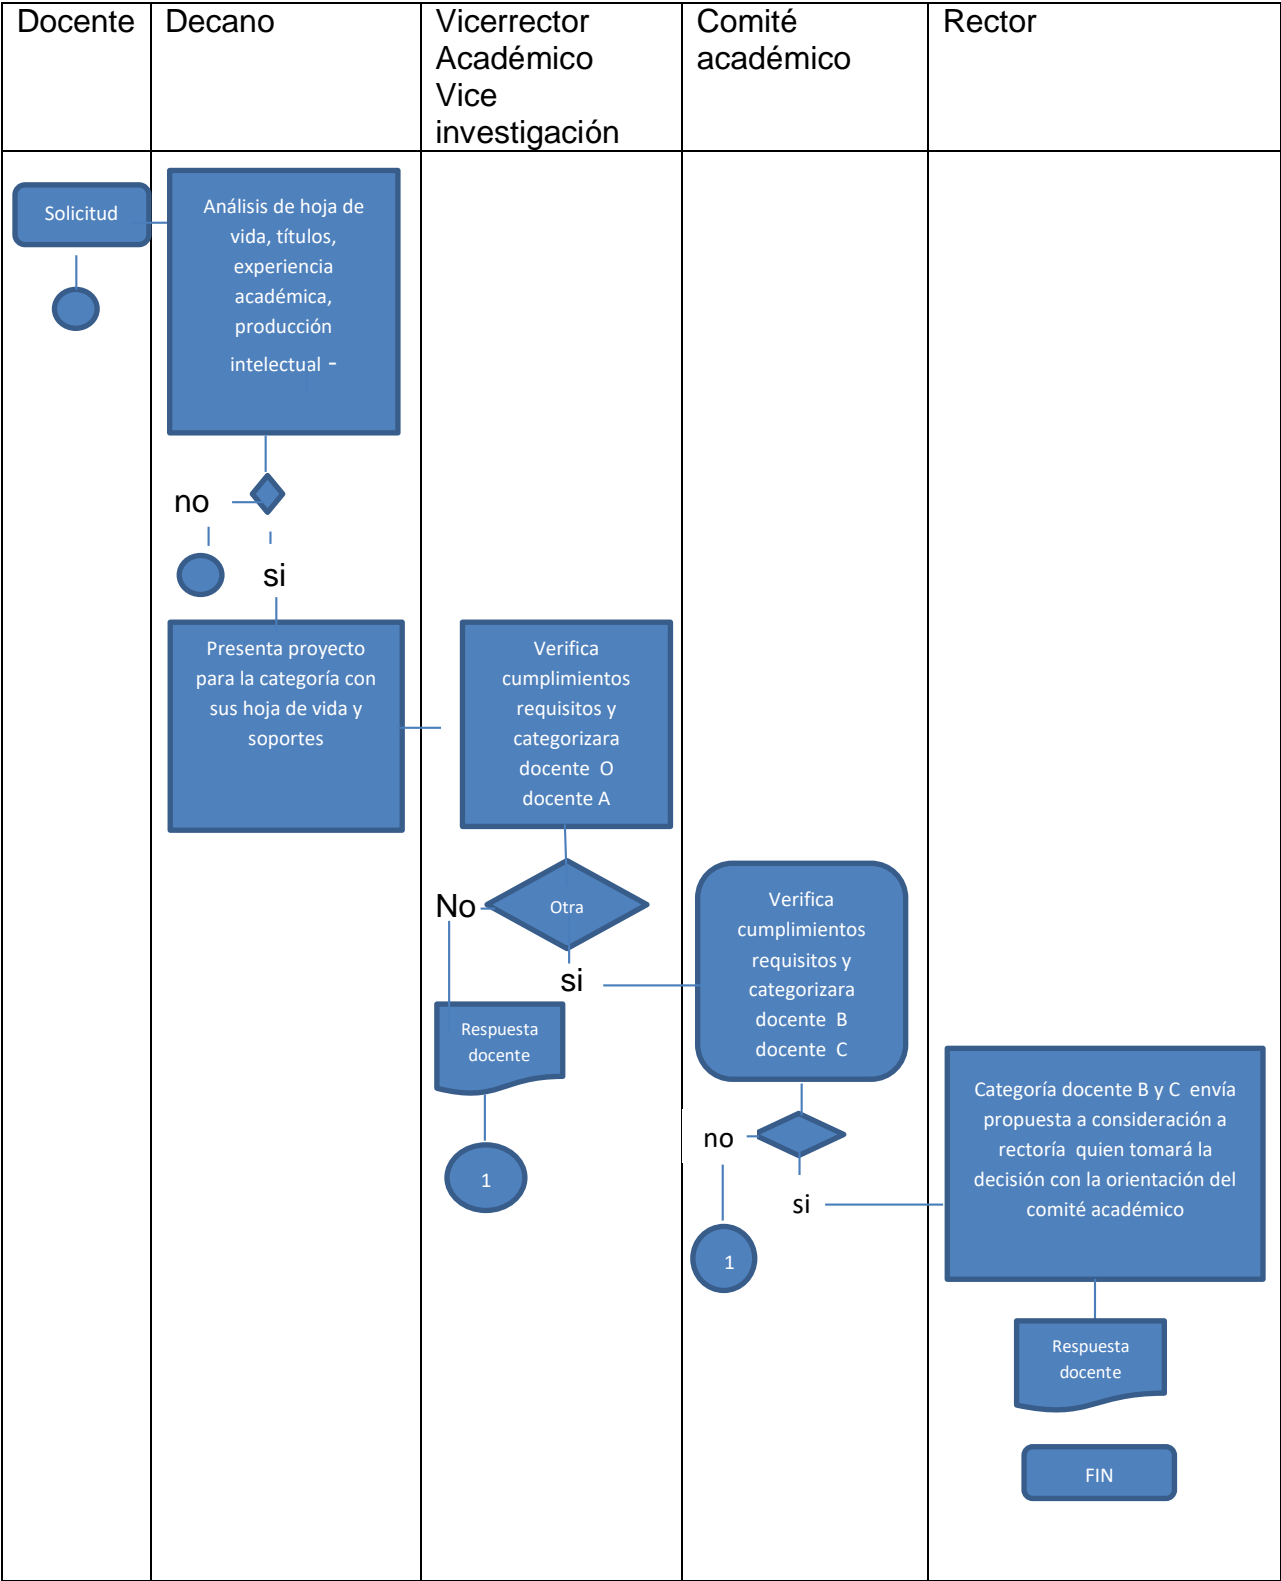 Docente
Decano
Vicerrector
Académico
Vice
investigación
Comité
académico
Rector
Solicitud
Análisis de hoja de
vida, títulos,
experiencia
académica,
producción
intelectual -
no
si
Presenta proyecto
para la categoría con
sus hoja de vida y
soportes
Verifica
cumplimientos
requisitos y
categorizara
docente O
docente A
Otra
No
si
Respuesta
docente
1
Verifica
cumplimientos
requisitos y
categorizara
docente B
docente C
no
si
1
Categoría docente B y C envía
propuesta a consideración a
rectoría quien tomará la
decisión con la orientación del
comité académico
Respuesta
docente
FIN